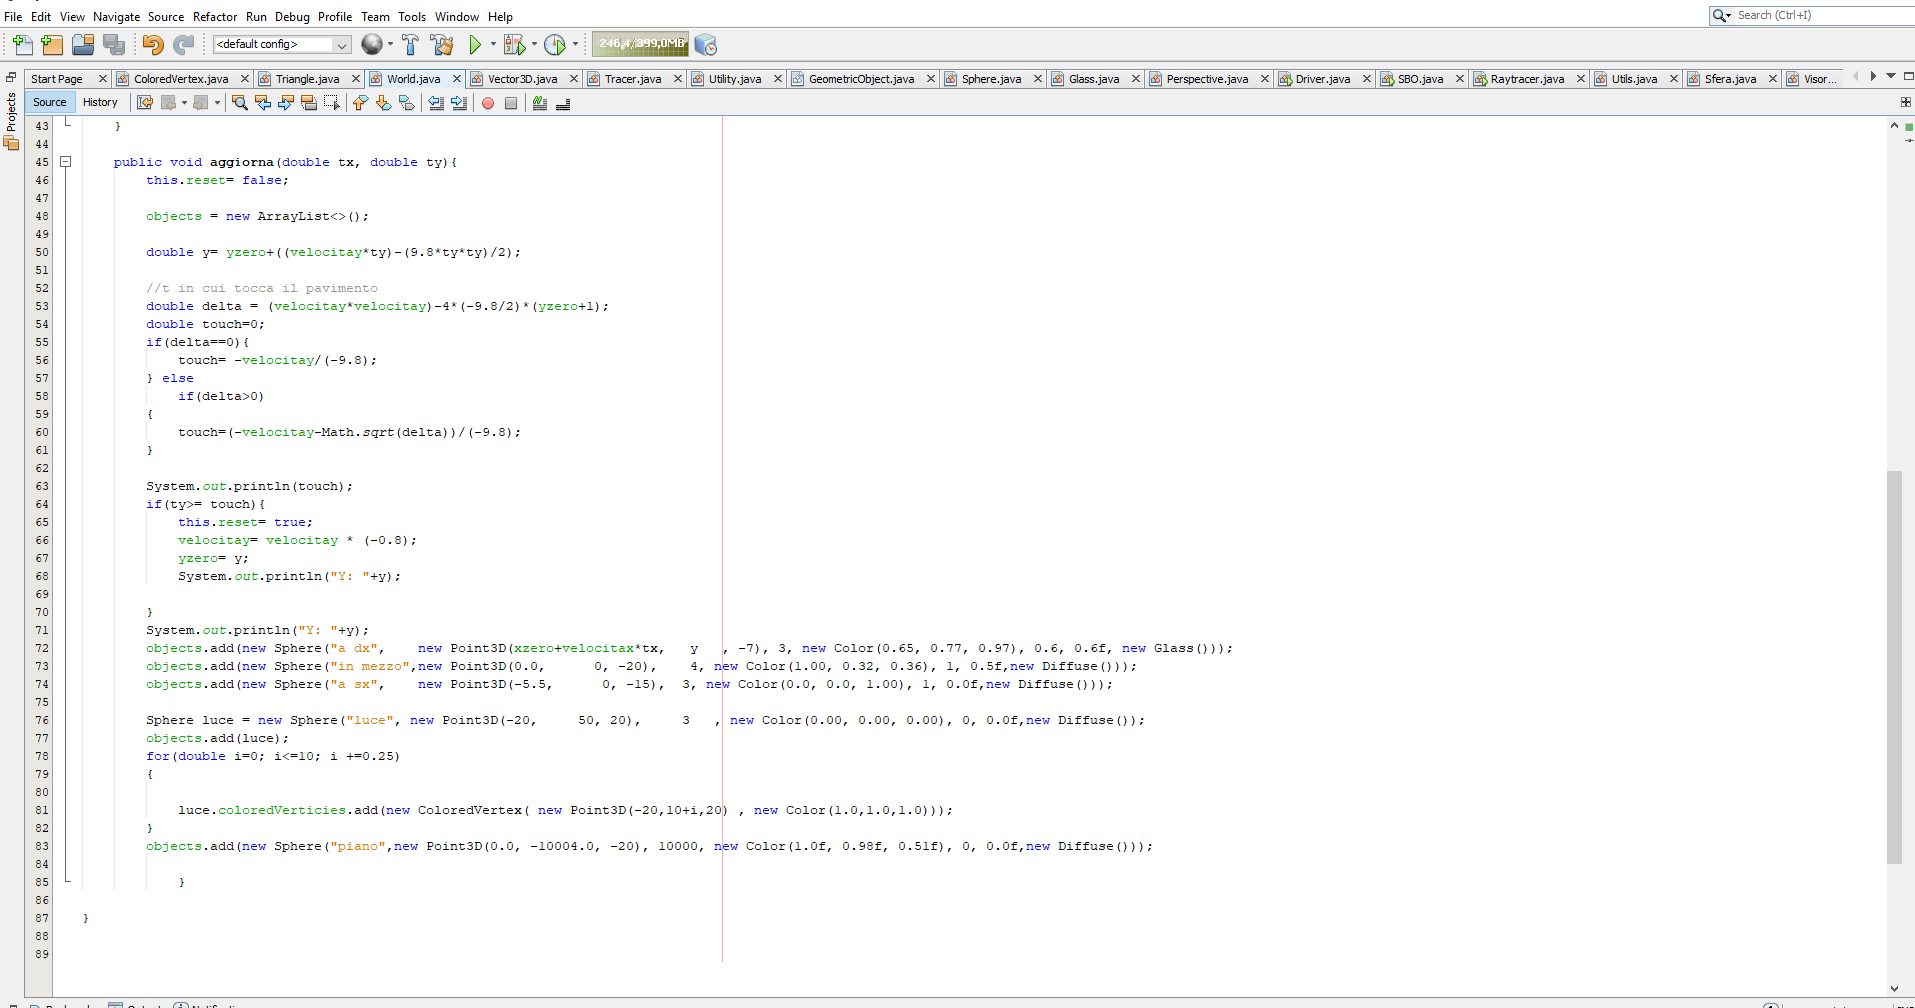 File Edit View Navigate Source Refactor Run Debug Profile Team Tools Window Help
Search (Ctrl+I)
<default config>
246,4/399,0MB
Start Page ColoredVertex.java Triangle.java World.java Vector3D.java Tracer.java Utility.java GeometricObject.java Sphere.java Glass.java Perspective.java Driver.java SBO.java Raytracer.java Utils.java Sfera.java Visor...
Source History
Projects
43 }
44
45 public void aggiorna(double tx, double ty){
46 this.reset= false;
47
48 objects = new ArrayList<>();
49
50 double y= yzero+((velocitay*ty)-(9.8*ty*ty)/2);
51
52 //t in cui tocca il pavimento
53 double delta = (velocitay*velocitay)-4*(-9.8/2)*(yzero+1);
54 double touch=0;
55 if(delta==0){
56 touch= -velocitay/(-9.8);
57 } else
58 if(delta>0)
59 {
60 touch=(-velocitay-Math.sqrt(delta))/(-9.8);
61 }
62
63 System.out.println(touch);
64 if(ty>= touch){
65 this.reset= true;
66 velocitay= velocitay * (-0.8);
67 yzero= y;
68 System.out.println("Y: "+y);
69
70 }
71 System.out.println("Y: "+y);
72 objects.add(new Sphere("a dx", new Point3D(xzero+velocitax*tx, y , -7), 3, new Color(0.65, 0.77, 0.97), 0.6, 0.6f, new Glass()));
73 objects.add(new Sphere("in mezzo",new Point3D(0.0, 0, -20), 4, new Color(1.00, 0.32, 0.36), 1, 0.5f,new Diffuse()));
74 objects.add(new Sphere("a sx", new Point3D(-5.5, 0, -15), 3, new Color(0.0, 0.0, 1.00), 1, 0.0f,new Diffuse()));
75
76 Sphere luce = new Sphere("luce", new Point3D(-20, 50, 20), 3 , new Color(0.00, 0.00, 0.00), 0, 0.0f,new Diffuse());
77 objects.add(luce);
78 for(double i=0; i<=10; i +=0.25)
79 {
80
81 luce.coloredVerticies.add(new ColoredVertex( new Point3D(-20,10+i,20) , new Color(1.0,1.0,1.0)));
82 }
83 objects.add(new Sphere("piano",new Point3D(0.0, -10004.0, -20), 10000, new Color(1.0f, 0.98f, 0.51f), 0, 0.0f,new Diffuse()));
84
85 }
86
87 }
88
89